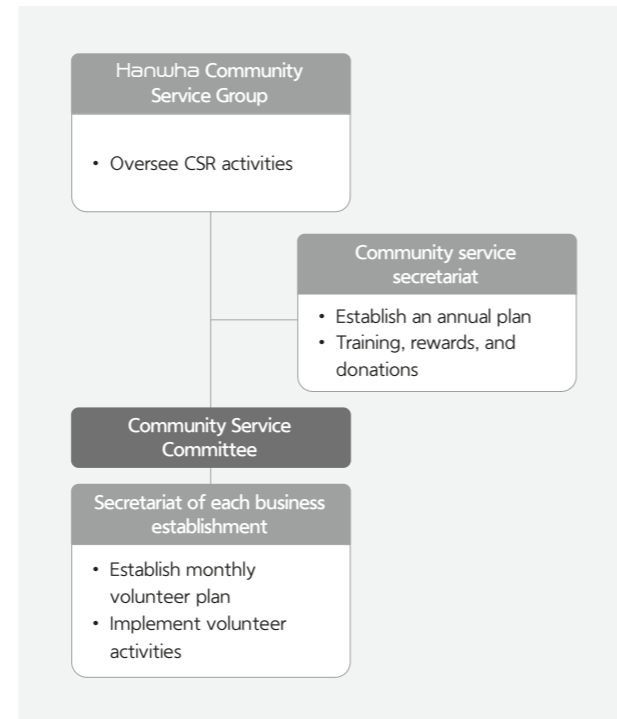 Hanwha Community
Service Group
• Oversee CSR activities
Community service
secretariat
• Establish an annual plan
• Training, rewards, and
donations
Community Service
Committee
Secretariat of each business
establishment
• Establish monthly
volunteer plan
• Implement volunteer
activities